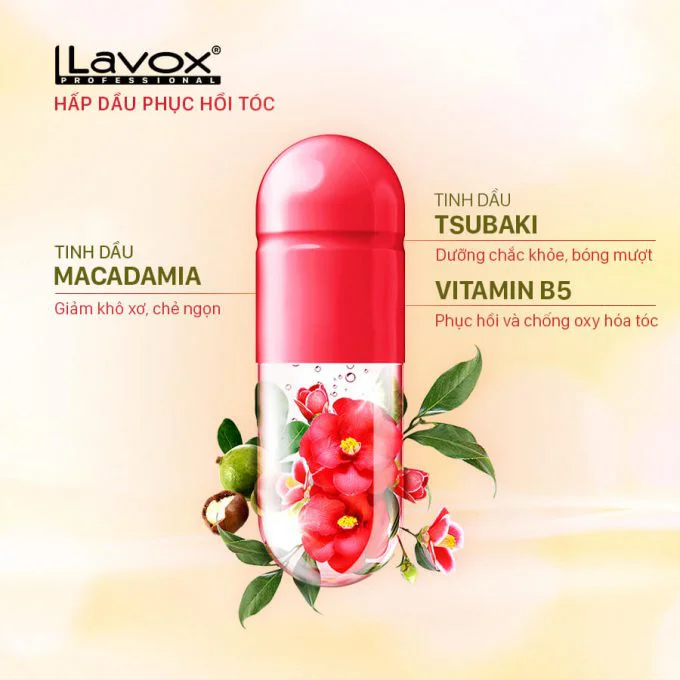 Lavox®
PROFESSIONAL
HẤP DẦU PHỤC HỒI TÓC
TINH DẦU
MACADAMIA
Giảm khô xơ, chẻ ngọn
TINH DẦU
TSUBAKI
Dưỡng chắc khỏe, bóng mượt
VITAMIN B5
Phục hồi và chống oxy hóa tóc